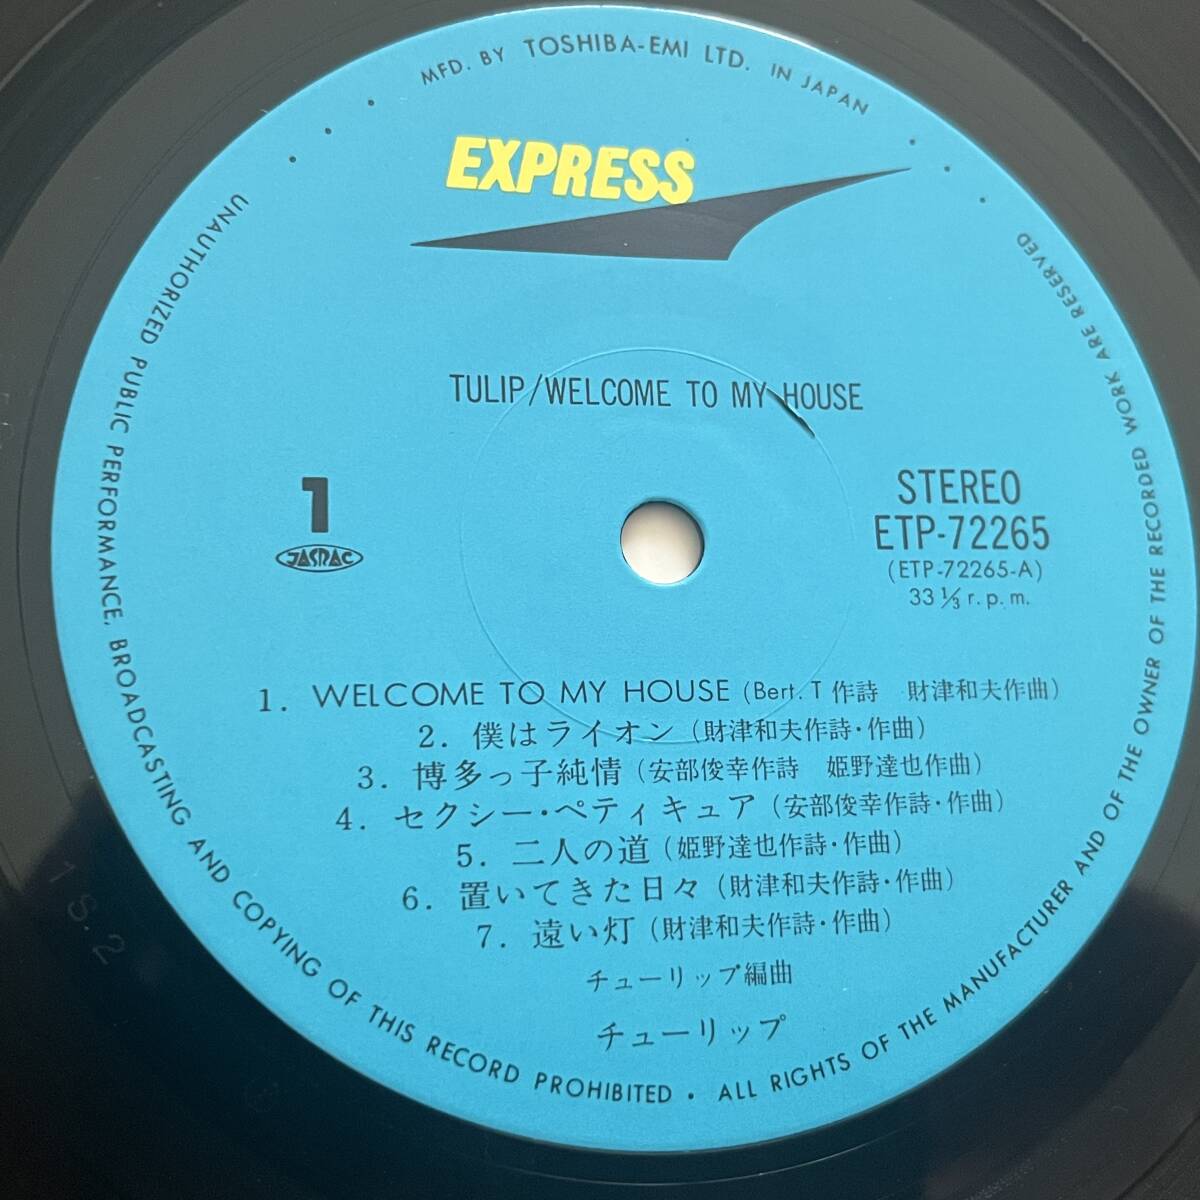 MFD. BY TOSHIBA-EMI LTD. IN JAPAN
EXPRESS
TULIP/WELCOME TO MY HOUSE
1
JASRAC
STEREO
ETP-72265
(ETP-72265-A)
33 1/3 r.p.m.
1. WELCOME TO MY HOUSE (Bert. T 作詩 財津和夫作曲)
2. 僕はライオン (財津和夫作詩・作曲)
3. 博多っ子純情 (安部俊幸作詩 姫野達也作曲)
4. セクシー・ペティキュア (安部俊幸作詩・作曲)
5. 二人の道 (姫野達也作詩・作曲)
6. 置いてきた日々 (財津和夫作詩・作曲)
7. 遠い灯 (財津和夫作詩・作曲)
チューリップ編曲
チューリップ
UNAUTHORIZED PUBLIC PERFORMANCE, BROADCASTING AND COPYING OF THIS RECORD PROHIBITED • ALL RIGHTS OF THE MANUFACTURER AND OF THE OWNER OF THE RECORDED WORK ARE RESERVED
1S.2